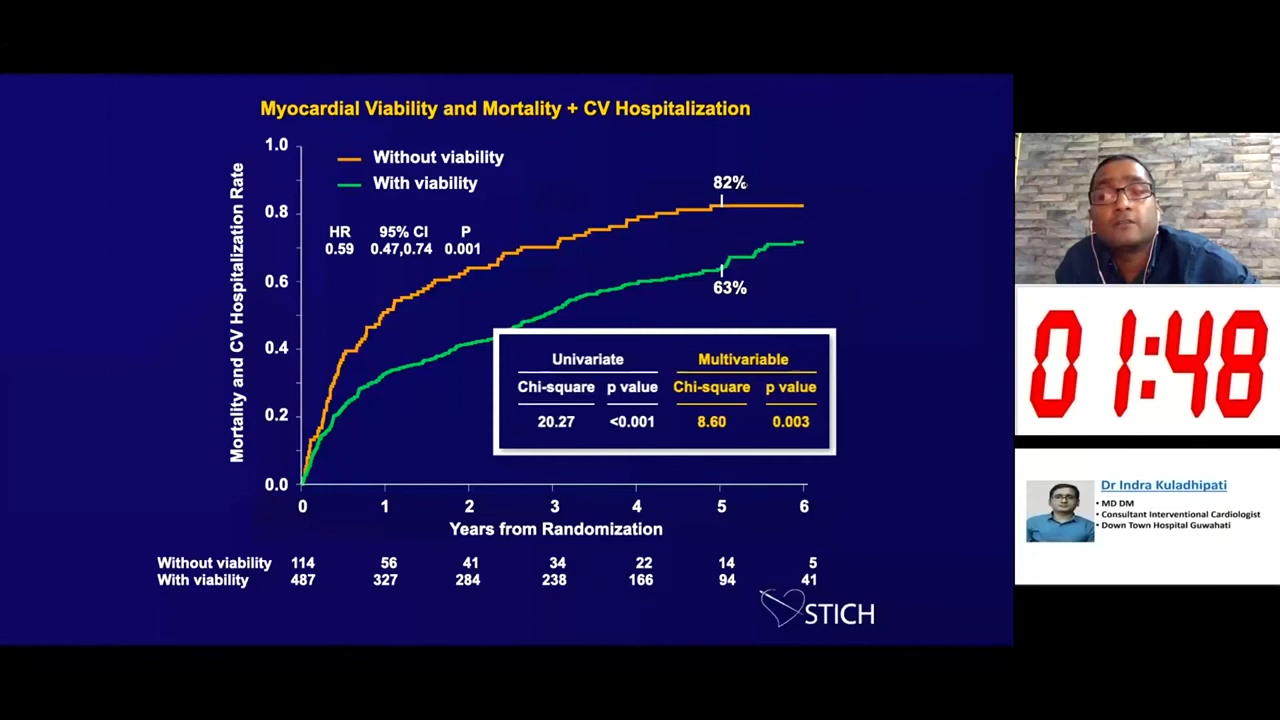 Myocardial Viability and Mortality + CV Hospitalization
Mortality and CV Hospitalization Rate
1.0
0.8
0.6
0.4
0.2
0.0
Without viability
With viability
HR 95% CI P
0.59 0.47,0.74 0.001
82%
63%
Univariate Multivariable
Chi-square p value Chi-square p value
20.27 <0.001 8.60 0.003
0 1 2 3 4 5 6
Years from Randomization
Without viability 114 56 41 34 22 14 5
With viability 487 327 284 238 166 94 41
STICH
01:48
Dr Indra Kuladhipati
• MD DM
• Consultant Interventional Cardiologist
• Down Town Hospital Guwahati